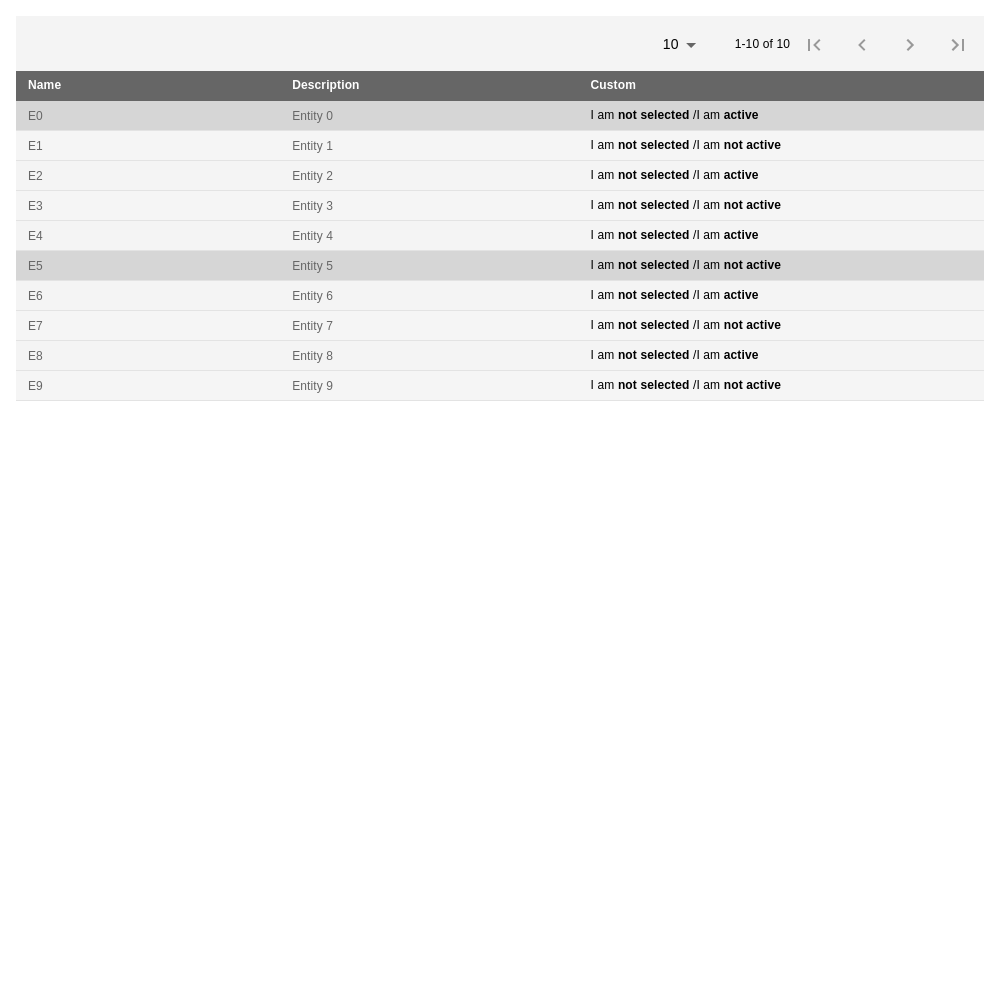 10 1-10 of 10
Name Description Custom
E0 Entity 0 I am not selected /I am active
E1 Entity 1 I am not selected /I am not active
E2 Entity 2 I am not selected /I am active
E3 Entity 3 I am not selected /I am not active
E4 Entity 4 I am not selected /I am active
E5 Entity 5 I am not selected /I am not active
E6 Entity 6 I am not selected /I am active
E7 Entity 7 I am not selected /I am not active
E8 Entity 8 I am not selected /I am active
E9 Entity 9 I am not selected /I am not active